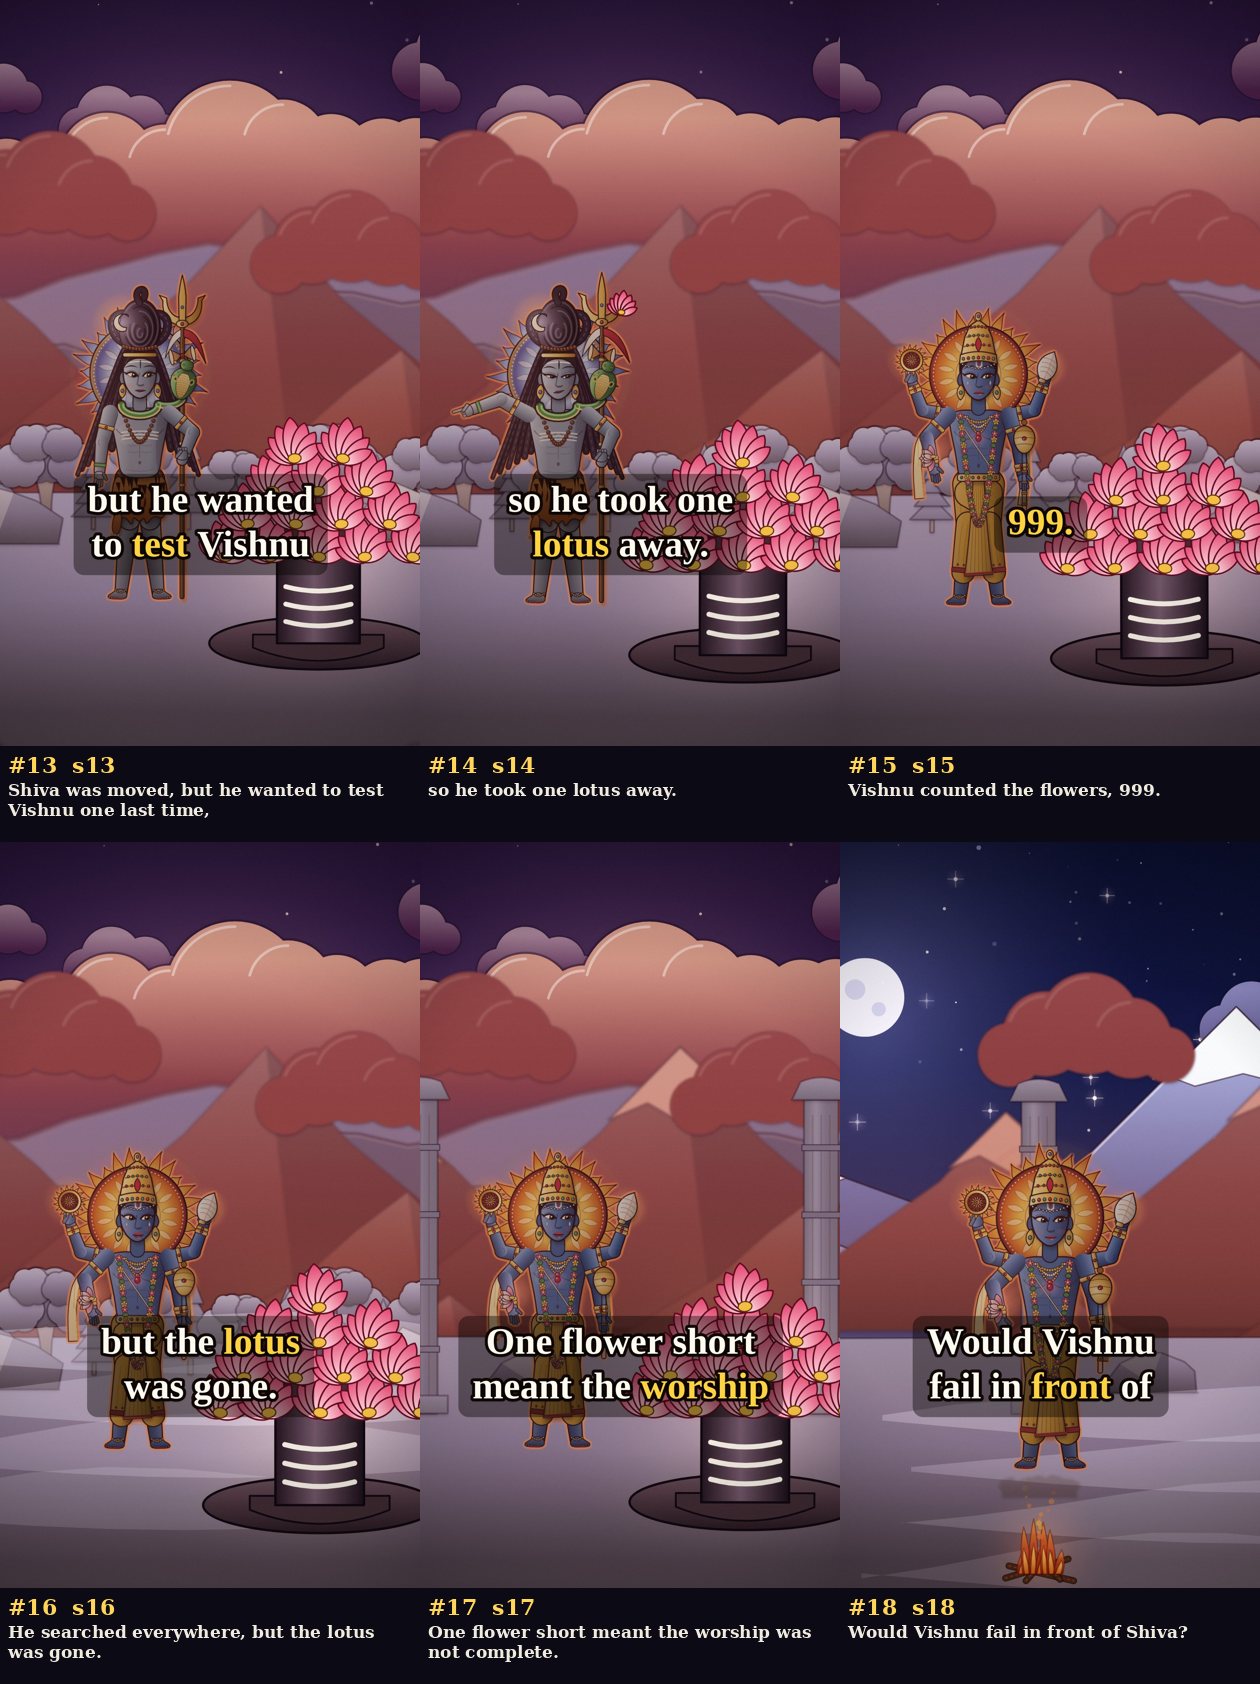 but he wanted
to test Vishnu
so he took one
lotus away.
999.
#13 s13
Shiva was moved, but he wanted to test
Vishnu one last time,
#14 s14
so he took one lotus away.
#15 s15
Vishnu counted the flowers, 999.
but the lotus
was gone.
One flower short
meant the worship
Would Vishnu
fail in front of
#16 s16
He searched everywhere, but the lotus
was gone.
#17 s17
One flower short meant the worship was
not complete.
#18 s18
Would Vishnu fail in front of Shiva?